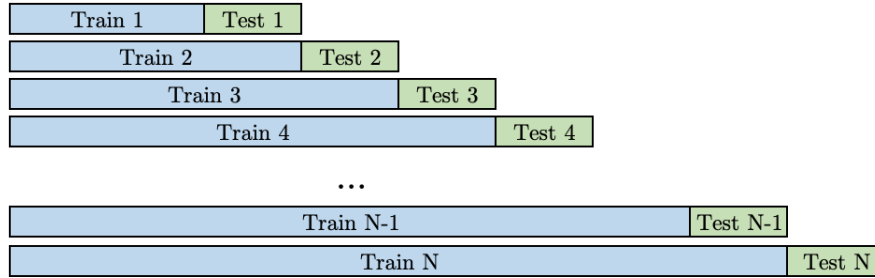 Train 1 Test 1
Train 2 Test 2
Train 3 Test 3
Train 4 Test 4
...
Train N-1 Test N-1
Train N Test N